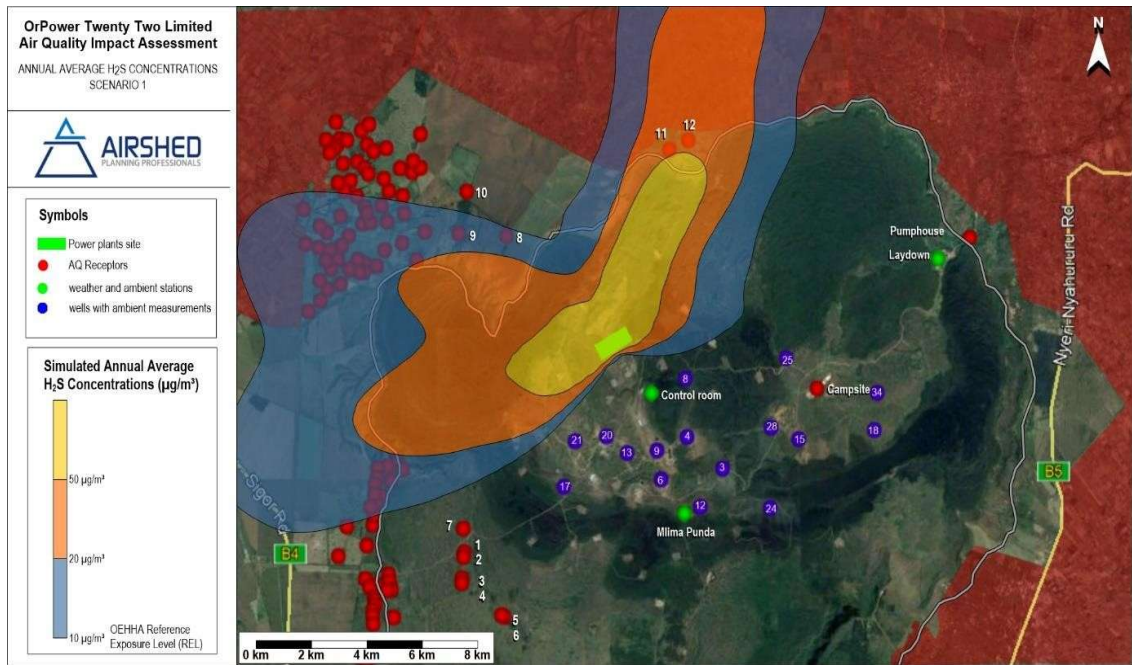 OrPower Twenty Two Limited
Air Quality Impact Assessment
ANNUAL AVERAGE H2S CONCENTRATIONS
SCENARIO 1
AIRSHED
PLANNING PROFESSIONALS
Symbols
Power plants site
AQ Receptors
weather and ambient stations
wells with ambient measurements
Simulated Annual Average
H₂S Concentrations (µg/m³)
50 µg/m³
20 µg/m³
10 µg/m³
OEHHA Reference
Exposure Level (REL)
N
12
11
10
9
8
Pumphouse
Laydown
Nyeri-Nyahururu Rd
25
8
Control room
Campsite
34
28
18
15
4
20
21
9
13
3
6
17
12
24
Mlima Punda
B5
Sigor-Rd
B4
7
1
2
3
4
5
6
0 km
2 km
4 km
6 km
8 km